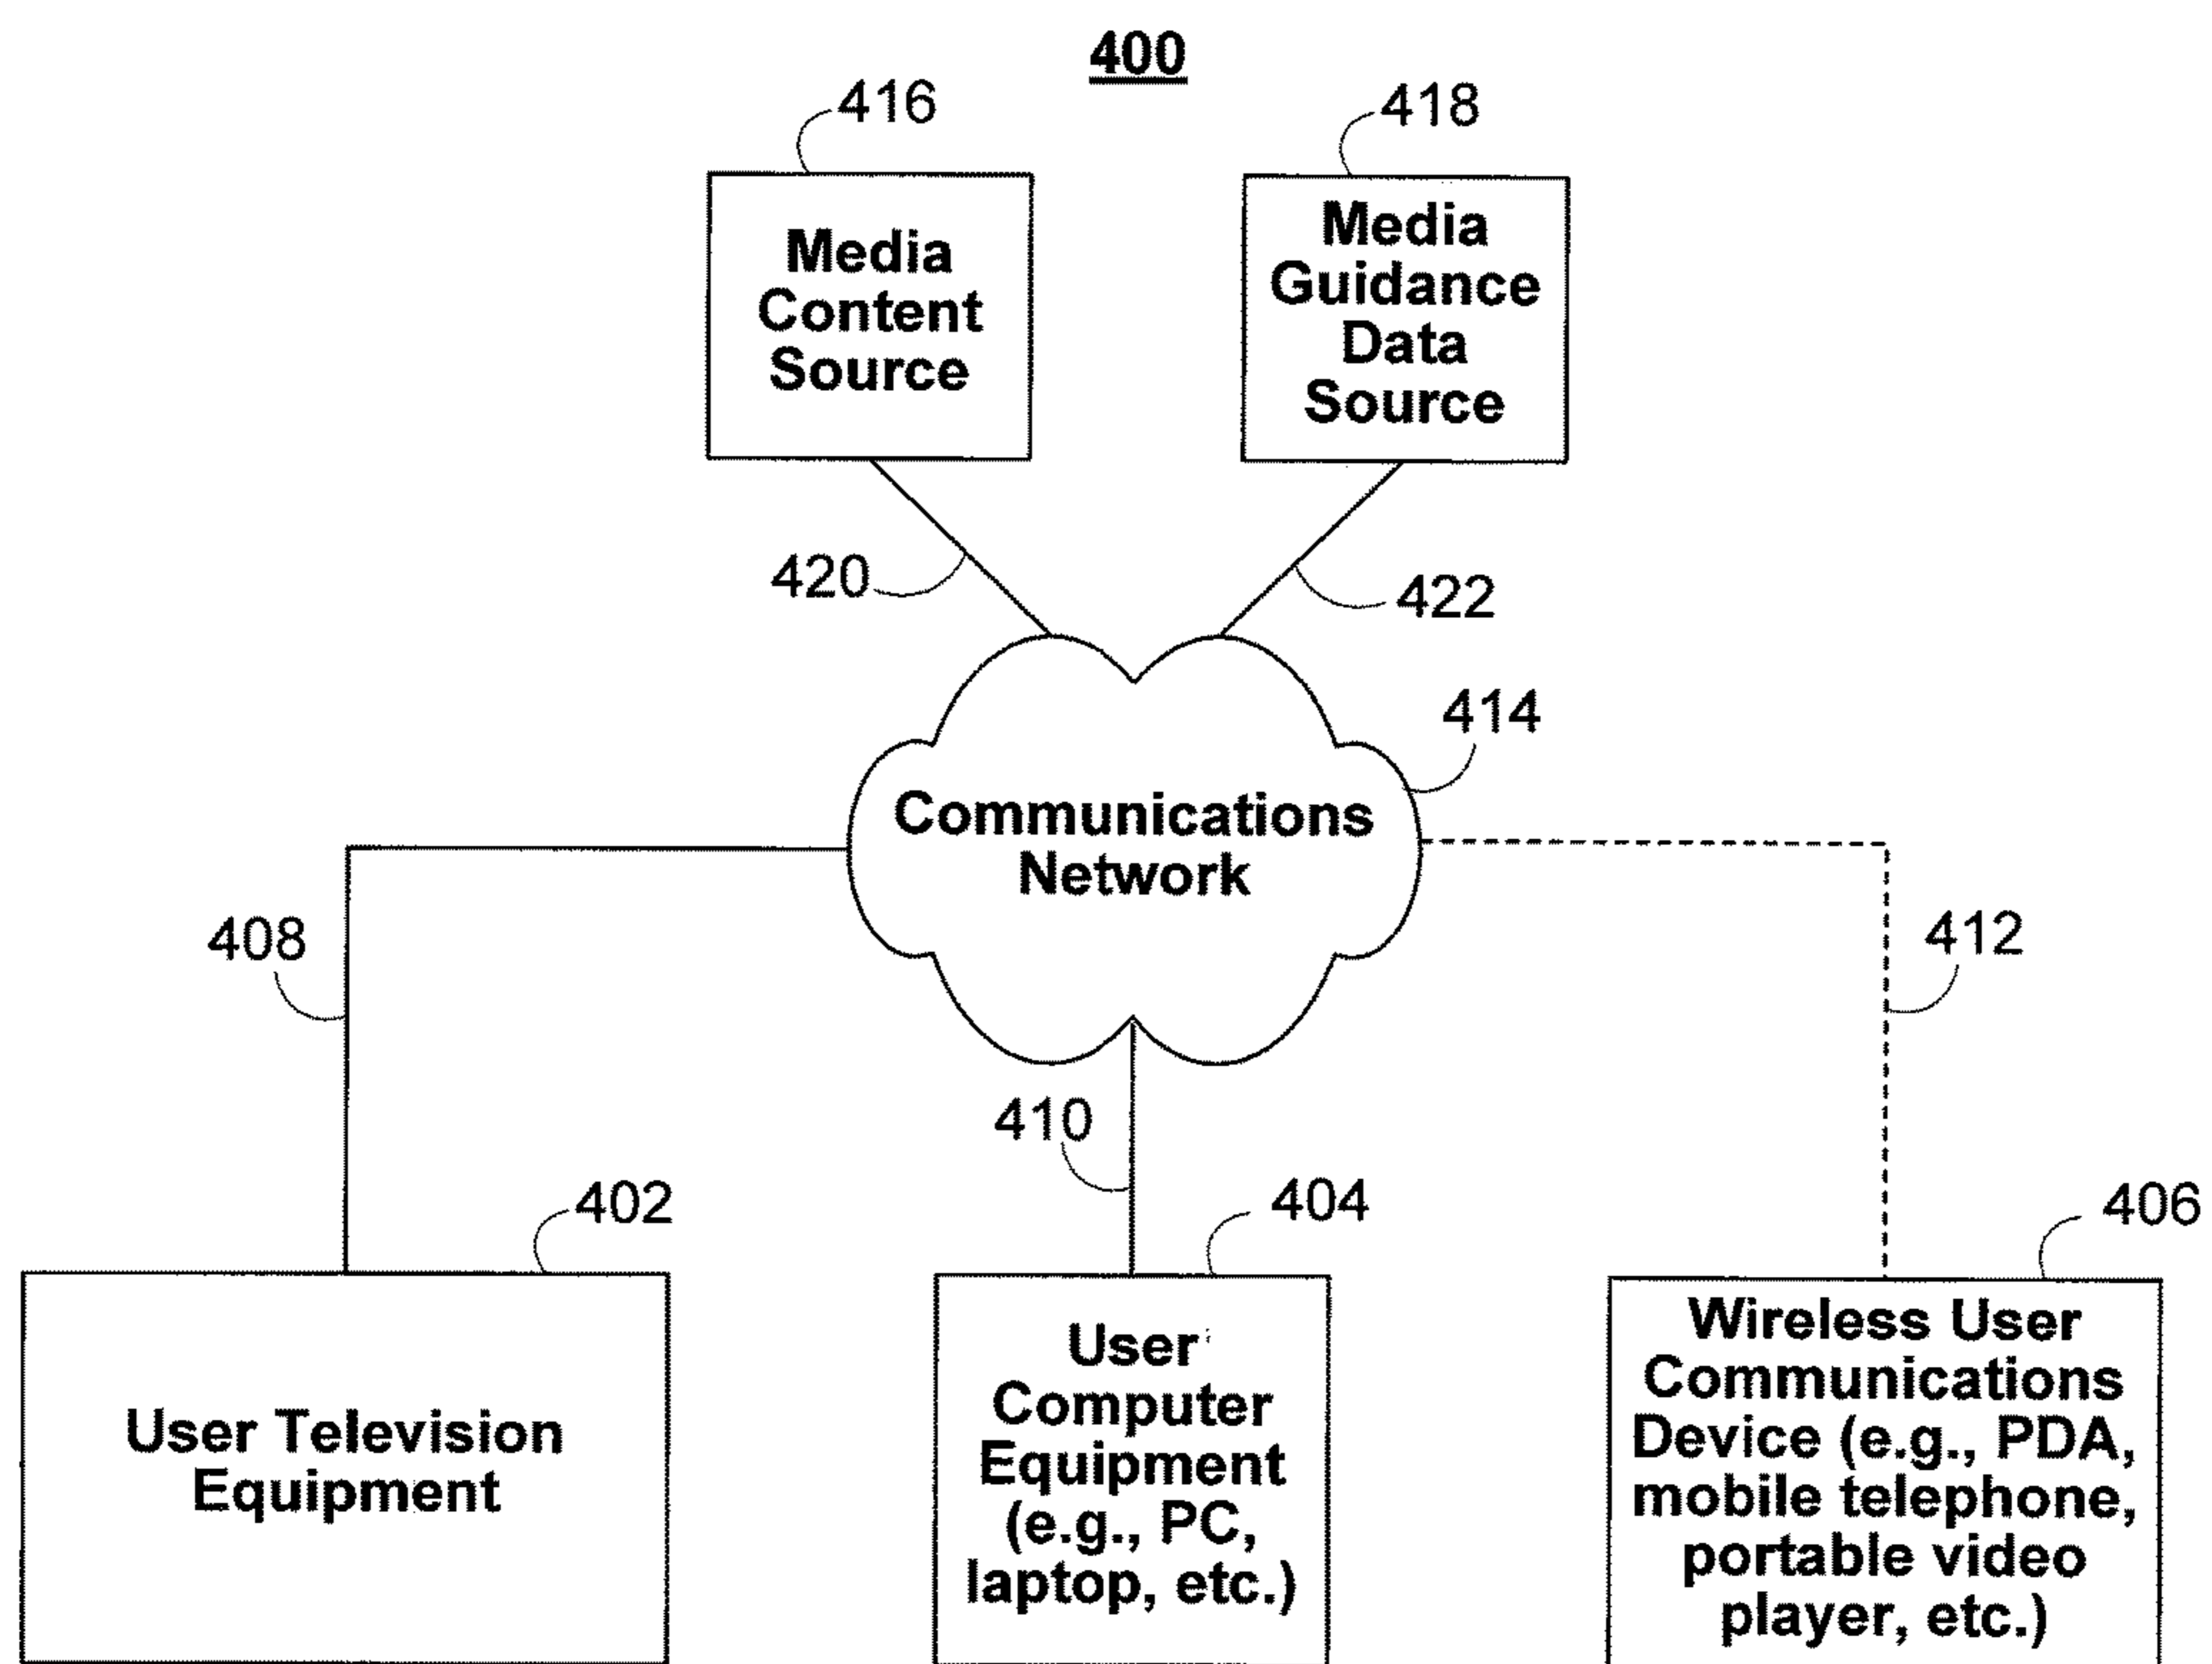 400
416
418
Media
Content
Source
Media
Guidance
Data
Source
420
422
414
Communications
Network
408
412
410
402
404
406
User Television
Equipment
User
Computer
Equipment
(e.g., PC,
laptop, etc.)
Wireless User
Communications
Device (e.g., PDA,
mobile telephone,
portable video
player, etc.)